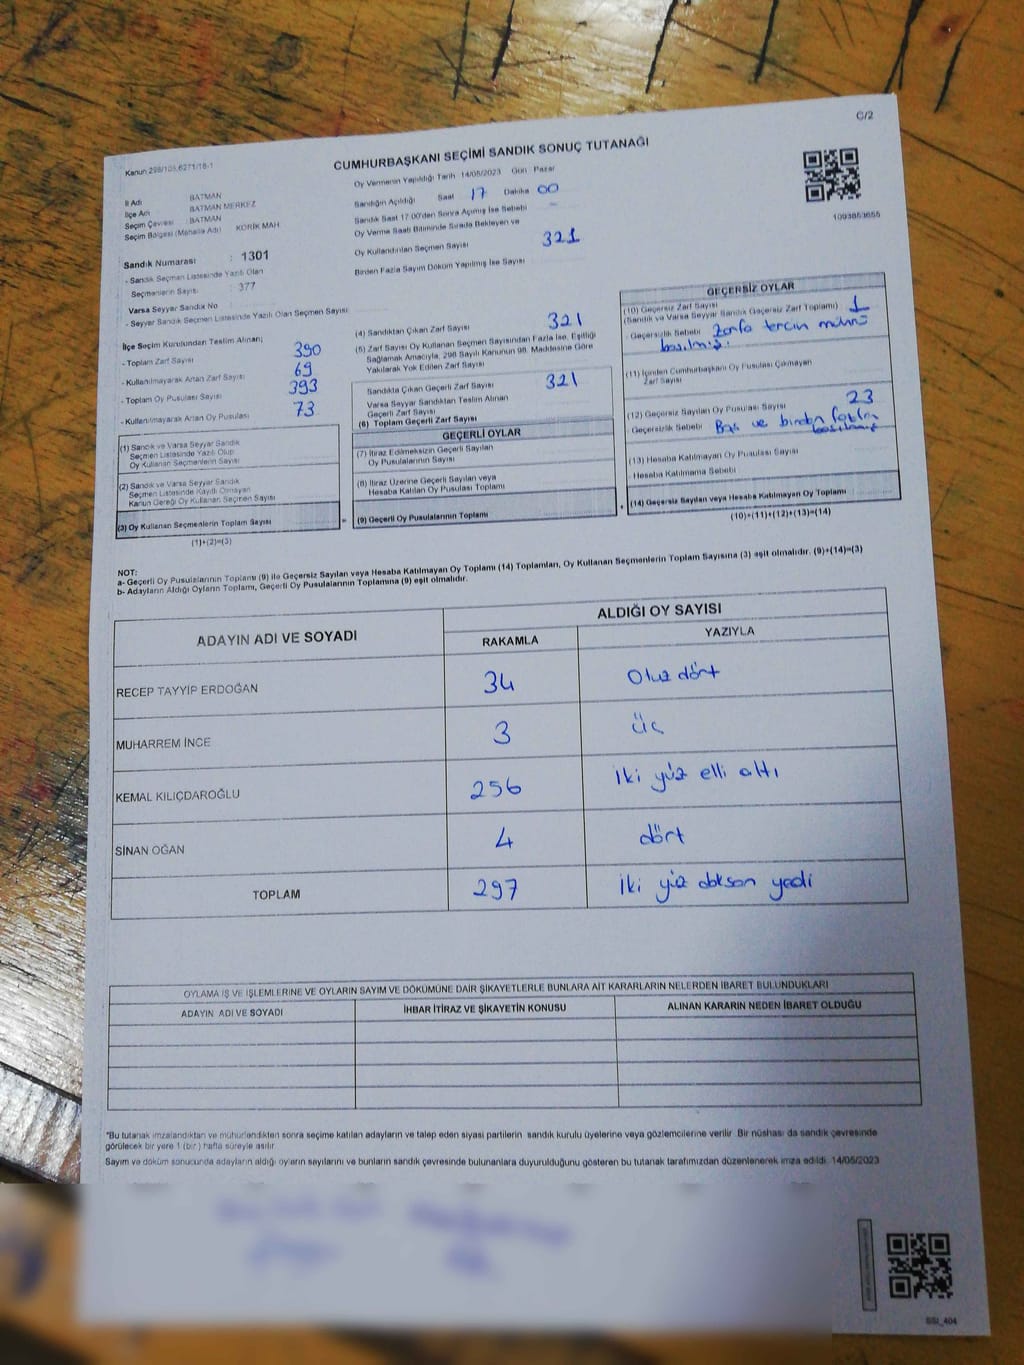 C/2
Kanun 298/105,6271/16-1
CUMHURBAŞKANI SEÇİMİ SANDIK SONUÇ TUTANAĞI
İl Adı : BATMAN
İlçe Adı : BATMAN MERKEZ
Seçim Çevresi : BATMAN
Seçim Bölgesi (Mahalle Adı) KORİK MAH
Sandık Numarası : 1301
- Sandık Seçmen Listesinde Yazılı Olan
Seçmenlerin Sayısı : 377
Varsa Seyyar Sandık No
- Seyyar Sandık Seçmen Listesinde Yazılı Olan Seçmen Sayısı
Oy Vermenin Yapıldığı Tarih 14/05/2023 Gün Pazar
Sandığın Açıldığı Saat 17 Dakika 00
Sandık Saat 17.00'den Sonra Açılmış İse Sebebi
Oy Verme Saati Bitiminde Sırada Bekleyen ve
Oy Kullandırılan Seçmen Sayısı 321
Birden Fazla Sayım Döküm Yapılmış İse Sayısı
1093853655
İlçe Seçim Kurulundan Teslim Alınan;
- Toplam Zarf Sayısı 390
- Kullanılmayarak Artan Zarf Sayısı 69
- Toplam Oy Pusulası Sayısı 393
- Kullanılmayarak Artan Oy Pusulası 73
(1) Sandık ve Varsa Seyyar Sandık
Seçmen Listesinde Yazılı Olup
Oy Kullanan Seçmenlerin Sayısı
(2) Sandık ve Varsa Seyyar Sandık
Seçmen Listesinde Kayıtlı Olmayan
Kanun Gereği Oy Kullanan Seçmen Sayısı
(3) Oy Kullanan Seçmenlerin Toplam Sayısı
(1)+(2)=(3)
(4) Sandıktan Çıkan Zarf Sayısı 321
(5) Zarf Sayısı Oy Kullanan Seçmen Sayısından Fazla İse, Eşitliği
Sağlamak Amacıyla, 298 Sayılı Kanunun 98. Maddesine Göre
Yakılarak Yok Edilen Zarf Sayısı
Sandıkta Çıkan Geçerli Zarf Sayısı 321
Varsa Seyyar Sandıktan Teslim Alınan
Geçerli Zarf Sayısı
(6) Toplam Geçerli Zarf Sayısı
GEÇERLİ OYLAR
(7) İtiraz Edilmeksizin Geçerli Sayılan
Oy Pusulalarının Sayısı
(8) İtiraz Üzerine Geçerli Sayılan veya
Hesaba Katılan Oy Pusulası Toplamı
(9) Geçerli Oy Pusulalarının Toplamı
GEÇERSİZ OYLAR
(10) Geçersiz Zarf Sayısı
(Sandık ve Varsa Seyyar Sandık Geçersiz Zarf Toplamı) 1
- Geçersizlik Sebebi Zarfa tercih mührü
basılmış.
(11) İçinden Cumhurbaşkanı Oy Pusulası Çıkmayan
Zarf Sayısı
(12) Geçersiz Sayılan Oy Pusulası Sayısı 23
- Geçersizlik Sebebi Boş ve birden fazla
basılmış
(13) Hesaba Katılmayan Oy Pusulası Sayısı
- Hesaba Katılmama Sebebi
(14) Geçersiz Sayılan veya Hesaba Katılmayan Oy Toplamı
(10)+(11)+(12)+(13)=(14)
NOT:
a- Geçerli Oy Pusulalarının Toplamı (9) ile Geçersiz Sayılan veya Hesaba Katılmayan Oy Toplamı (14) Toplamları, Oy Kullanan Seçmenlerin Toplam Sayısına (3) eşit olmalıdır. (9)+(14)=(3)
b- Adayların Aldığı Oyların Toplamı, Geçerli Oy Pusulalarının Toplamına (9) eşit olmalıdır.
ADAYIN ADI VE SOYADI
ALDIĞI OY SAYISI
RAKAMLA YAZIYLA
RECEP TAYYİP ERDOĞAN 34 Otuz dört
MUHARREM İNCE 3 üç
KEMAL KILIÇDAROĞLU 256 iki yüz elli altı
SİNAN OĞAN 4 dört
TOPLAM 297 iki yüz doksan yedi
OYLAMA İŞ VE İŞLEMLERİNE VE OYLARIN SAYIM VE DÖKÜMÜNE DAİR ŞİKAYETLERLE BUNLARA AİT KARARLARIN NELERDEN İBARET BULUNDUKLARI
ADAYIN ADI VE SOYADI İHBAR İTİRAZ VE ŞİKAYETİN KONUSU ALINAN KARARIN NEDEN İBARET OLDUĞU
*Bu tutanak imzalandıktan ve mühürlendikten sonra seçime katılan adayların ve talep eden siyasi partilerin sandık kurulu üyelerine veya gözlemcilerine verilir. Bir nüshası da sandık çevresinde
görülecek bir yere 1 (bir) hafta süreyle asılır.
Sayım ve döküm sonucunda adayların aldığı oyların sayılarını ve bunların sandık çevresinde bulunanlara duyurulduğunu gösteren bu tutanak tarafımızdan düzenlenerek imza edildi. 14/05/2023
SSI_404